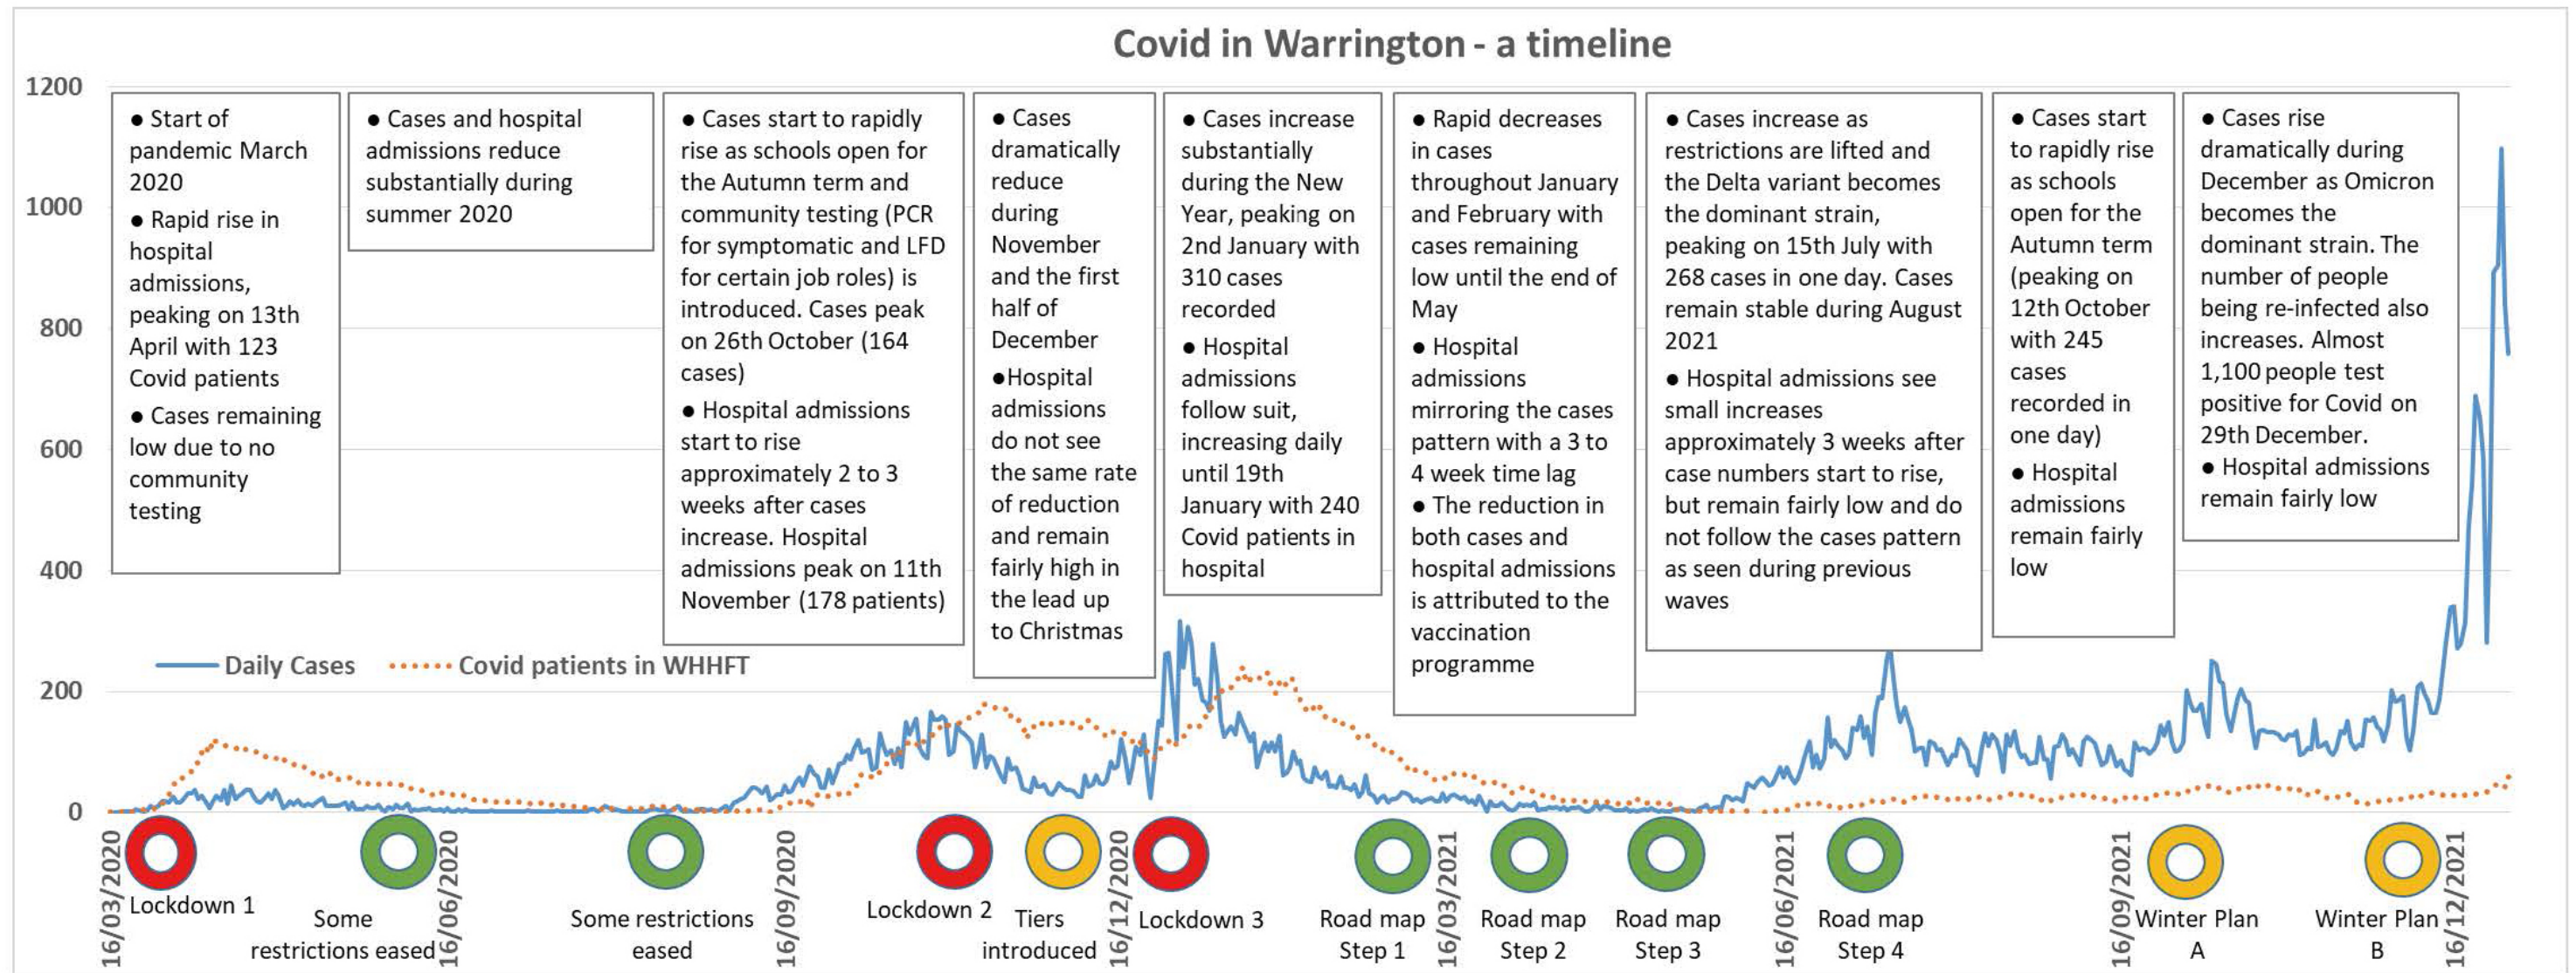 Covid in Warrington - a timeline
1200
1000
800
600
400
200
0
● Start of
pandemic March
2020
● Rapid rise in
hospital
admissions,
peaking on 13th
April with 123
Covid patients
● Cases remaining
low due to no
community
testing
● Cases and hospital
admissions reduce
substantially during
summer 2020
● Cases start to rapidly
rise as schools open for
the Autumn term and
community testing (PCR
for symptomatic and LFD
for certain job roles) is
introduced. Cases peak
on 26th October (164
cases)
● Hospital admissions
start to rise
approximately 2 to 3
weeks after cases
increase. Hospital
admissions peak on 11th
November (178 patients)
● Cases
dramatically
reduce
during
November
and the first
half of
December
●Hospital
admissions
do not see
the same rate
of reduction
and remain
fairly high in
the lead up
to Christmas
● Cases increase
substantially
during the New
Year, peaking on
2nd January with
310 cases
recorded
● Hospital
admissions
follow suit,
increasing daily
until 19th
January with 240
Covid patients in
hospital
● Rapid decreases
in cases
throughout January
and February with
cases remaining
low until the end of
May
● Hospital
admissions
mirroring the cases
pattern with a 3 to
4 week time lag
● The reduction in
both cases and
hospital admissions
is attributed to the
vaccination
programme
● Cases increase as
restrictions are lifted and
the Delta variant becomes
the dominant strain,
peaking on 15th July with
268 cases in one day. Cases
remain stable during August
2021
● Hospital admissions see
small increases
approximately 3 weeks after
case numbers start to rise,
but remain fairly low and do
not follow the cases pattern
as seen during previous
waves
● Cases start
to rapidly rise
as schools
open for the
Autumn term
(peaking on
12th October
with 245
cases
recorded in
one day)
● Hospital
admissions
remain fairly
low
● Cases rise
dramatically during
December as Omicron
becomes the
dominant strain. The
number of people
being re-infected also
increases. Almost
1,100 people test
positive for Covid on
29th December.
● Hospital admissions
remain fairly low
Daily Cases
Covid patients in WHHFT
16/03/2020
16/06/2020
16/09/2020
16/12/2020
16/03/2021
16/06/2021
16/09/2021
16/12/2021
Lockdown 1
Some
restrictions eased
Some restrictions
eased
Lockdown 2
Tiers
introduced
Lockdown 3
Road map
Step 1
Road map
Step 2
Road map
Step 3
Road map
Step 4
Winter Plan
A
Winter Plan
B